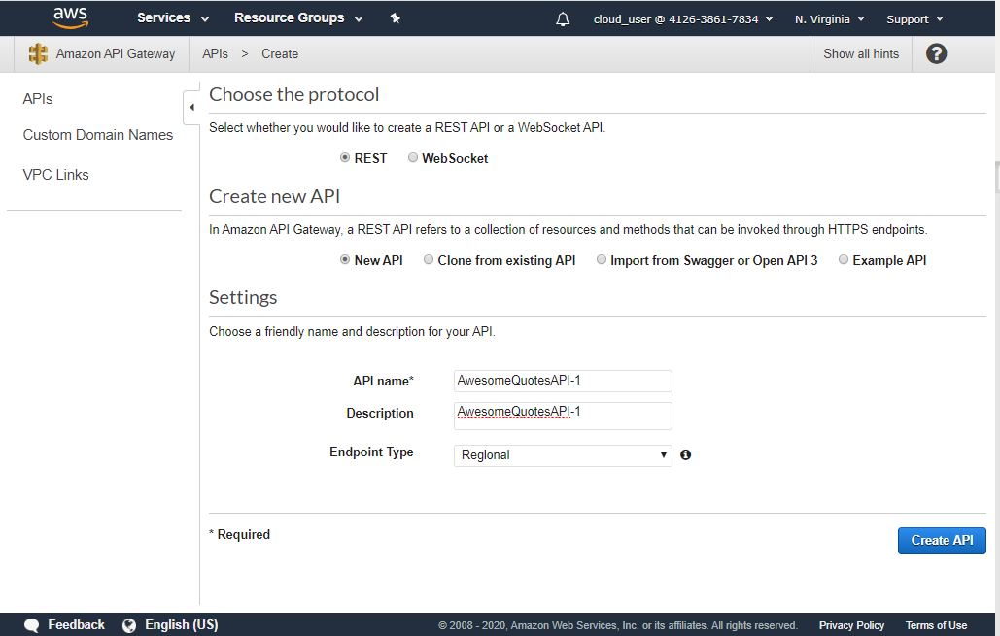 aws Services Resource Groups cloud_user @ 4126-3861-7834 N. Virginia Support
Amazon API Gateway APIs > Create Show all hints ?
APIs
Custom Domain Names
VPC Links
Choose the protocol
Select whether you would like to create a REST API or a WebSocket API.
REST WebSocket
Create new API
In Amazon API Gateway, a REST API refers to a collection of resources and methods that can be invoked through HTTPS endpoints.
New API Clone from existing API Import from Swagger or Open API 3 Example API
Settings
Choose a friendly name and description for your API.
API name* AwesomeQuotesAPI-1
Description AwesomeQuotesAPI-1
Endpoint Type Regional
* Required
Create API
Feedback English (US) © 2008 - 2020, Amazon Web Services, Inc. or its affiliates. All rights reserved. Privacy Policy Terms of Use